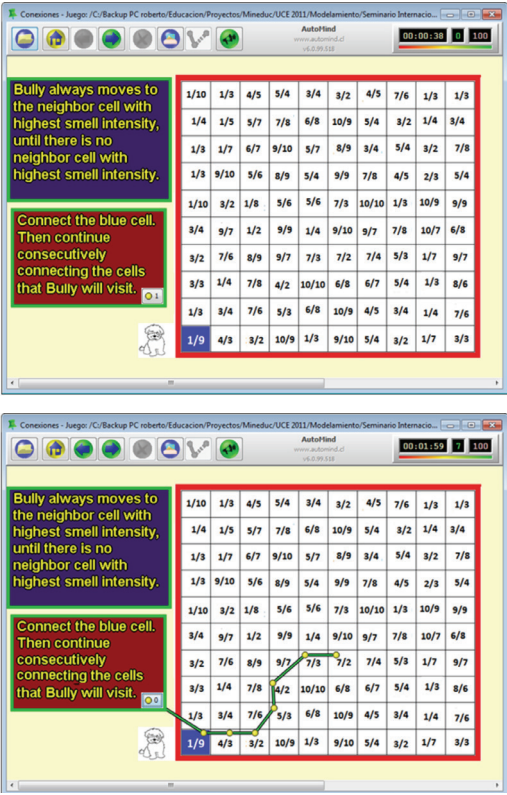 Conexiones - Juego: /C:/Backup PC roberto/Educacion/Proyectos/Mineduc/UCE 2011/Modelamiento/Seminario Internacio...
AutoMind
www.automind.cl
v6.0.99.518
00:00:38 0 100
Bully always moves to
the neighbor cell with
highest smell intensity,
until there is no
neighbor cell with
highest smell intensity.
Connect the blue cell.
Then continue
consecutively
connecting the cells
that Bully will visit.
1
1/10 1/3 4/5 5/4 3/4 3/2 4/5 7/6 1/3 1/3
1/4 1/5 5/7 7/8 6/8 10/9 5/4 3/2 1/4 3/4
1/3 1/7 6/7 9/10 5/7 8/9 3/4 5/4 3/2 7/8
1/3 9/10 5/6 8/9 5/4 9/9 7/8 4/5 2/3 5/4
1/10 3/2 1/8 5/6 5/6 7/3 10/10 1/3 10/9 9/9
3/4 9/7 1/2 9/9 1/4 9/10 9/7 7/8 10/7 6/8
3/2 7/6 8/9 9/7 7/3 7/2 7/4 5/3 1/7 9/7
3/3 1/4 7/8 4/2 10/10 6/8 6/7 5/4 1/3 8/6
1/3 3/4 7/6 5/3 6/8 10/9 4/5 3/4 1/4 7/6
1/9 4/3 3/2 10/9 1/3 9/10 5/4 3/2 1/7 3/3
Conexiones - Juego: /C:/Backup PC roberto/Educacion/Proyectos/Mineduc/UCE 2011/Modelamiento/Seminario Internacio...
AutoMind
www.automind.cl
v6.0.99.518
00:01:59 7 100
Bully always moves to
the neighbor cell with
highest smell intensity,
until there is no
neighbor cell with
highest smell intensity.
Connect the blue cell.
Then continue
consecutively
connecting the cells
that Bully will visit.
0
1/10 1/3 4/5 5/4 3/4 3/2 4/5 7/6 1/3 1/3
1/4 1/5 5/7 7/8 6/8 10/9 5/4 3/2 1/4 3/4
1/3 1/7 6/7 9/10 5/7 8/9 3/4 5/4 3/2 7/8
1/3 9/10 5/6 8/9 5/4 9/9 7/8 4/5 2/3 5/4
1/10 3/2 1/8 5/6 5/6 7/3 10/10 1/3 10/9 9/9
3/4 9/7 1/2 9/9 1/4 9/10 9/7 7/8 10/7 6/8
3/2 7/6 8/9 9/7 7/3 7/2 7/4 5/3 1/7 9/7
3/3 1/4 7/8 4/2 10/10 6/8 6/7 5/4 1/3 8/6
1/3 3/4 7/6 5/3 6/8 10/9 4/5 3/4 1/4 7/6
1/9 4/3 3/2 10/9 1/3 9/10 5/4 3/2 1/7 3/3